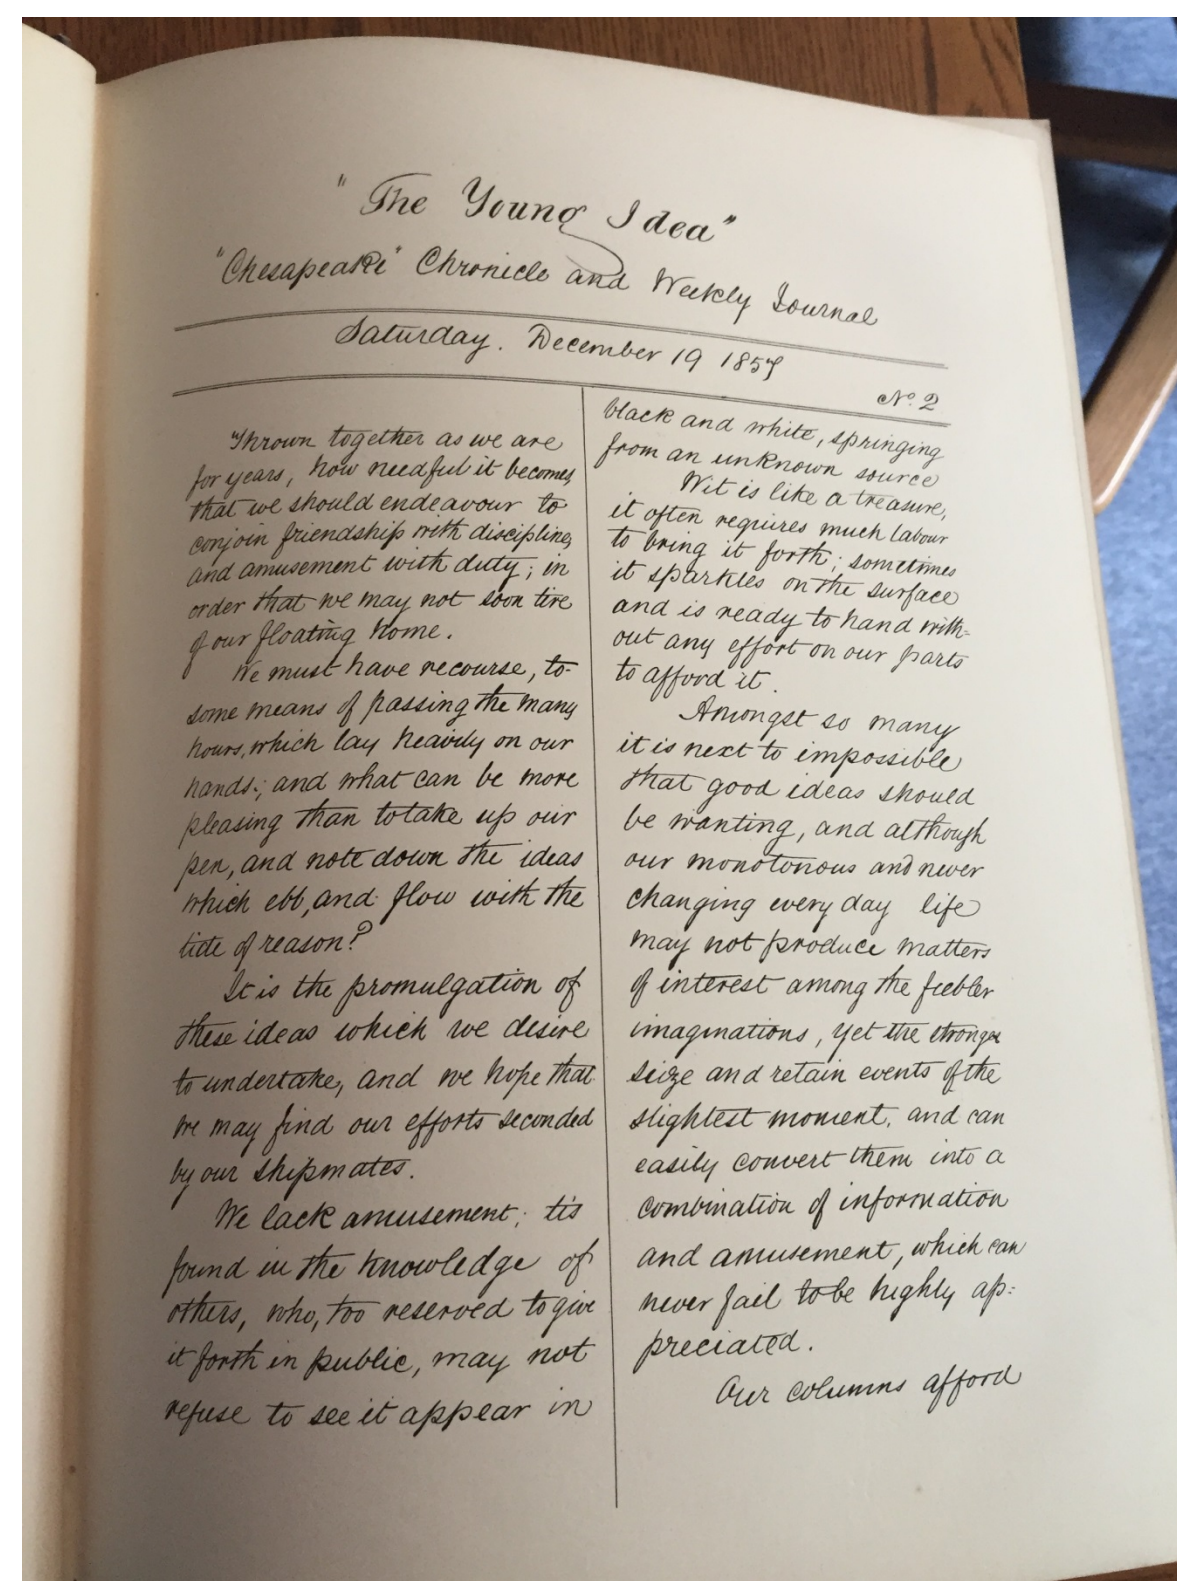 "The Young Idea"
"Chesapeake" Chronicle and Weekly Journal
Saturday. December 19 1857
No. 2
Thrown together as we are
for years, how needful it becomes,
that we should endeavour to
conjoin friendship with discipline,
and amusement with duty; in
order that we may not soon tire
of our floating home.
We must have recourse, to
some means of passing the many
hours, which lay heavily on our
hands; and what can be more
pleasing than to take up our
pen, and note down the ideas
which ebb, and flow with the
tide of reason?
It is the promulgation of
these ideas which we desire
to undertake, and we hope that
we may find our efforts seconded
by our shipmates.
We lack amusement; tis
found in the knowledge of
others, who, too reserved to give
it forth in public, may not
refuse to see it appear in
black and white, springing
from an unknown source
Wit is like a treasure,
it often requires much labour
to bring it forth; sometimes
it sparkles on the surface
and is ready to hand with=
out any effort on our parts
to afford it.
Amongst so many
it is next to impossible
that good ideas should
be wanting, and although
our monotonous and never
changing every day life
may not produce matters
of interest among the feebler
imaginations, yet the stronger
seize and retain events of the
slightest moment, and can
easily convert them into a
combination of information
and amusement, which can
never fail to be highly ap=
preciated.
Our columns afford